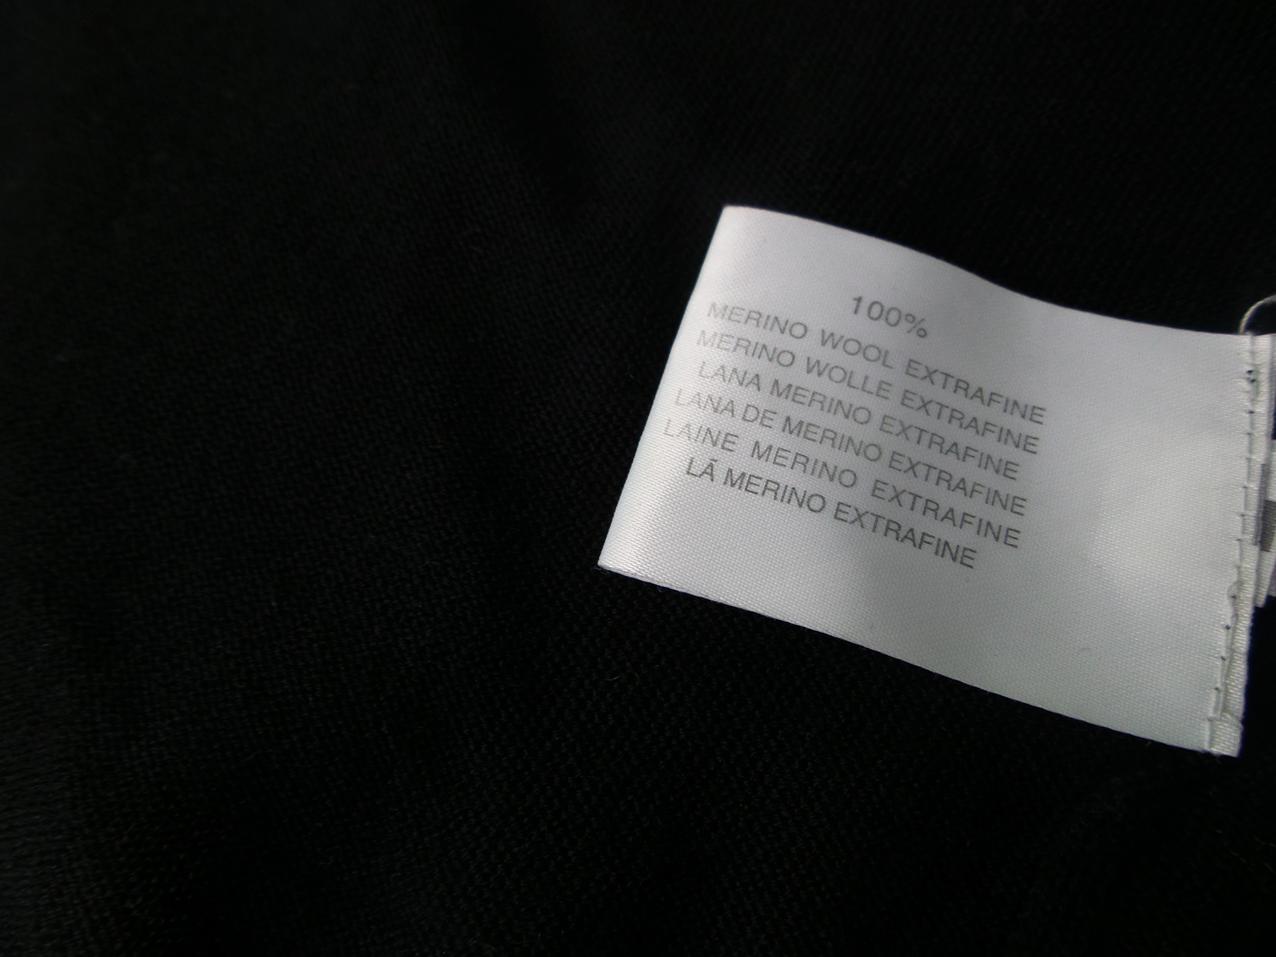 100%
MERINO WOOL EXTRAFINE
MERINO WOLLE EXTRAFINE
LANA MERINO EXTRAFINE
LANA DE MERINO EXTRAFINE
LAINE MERINO EXTRAFINE
LÃ MERINO EXTRAFINE